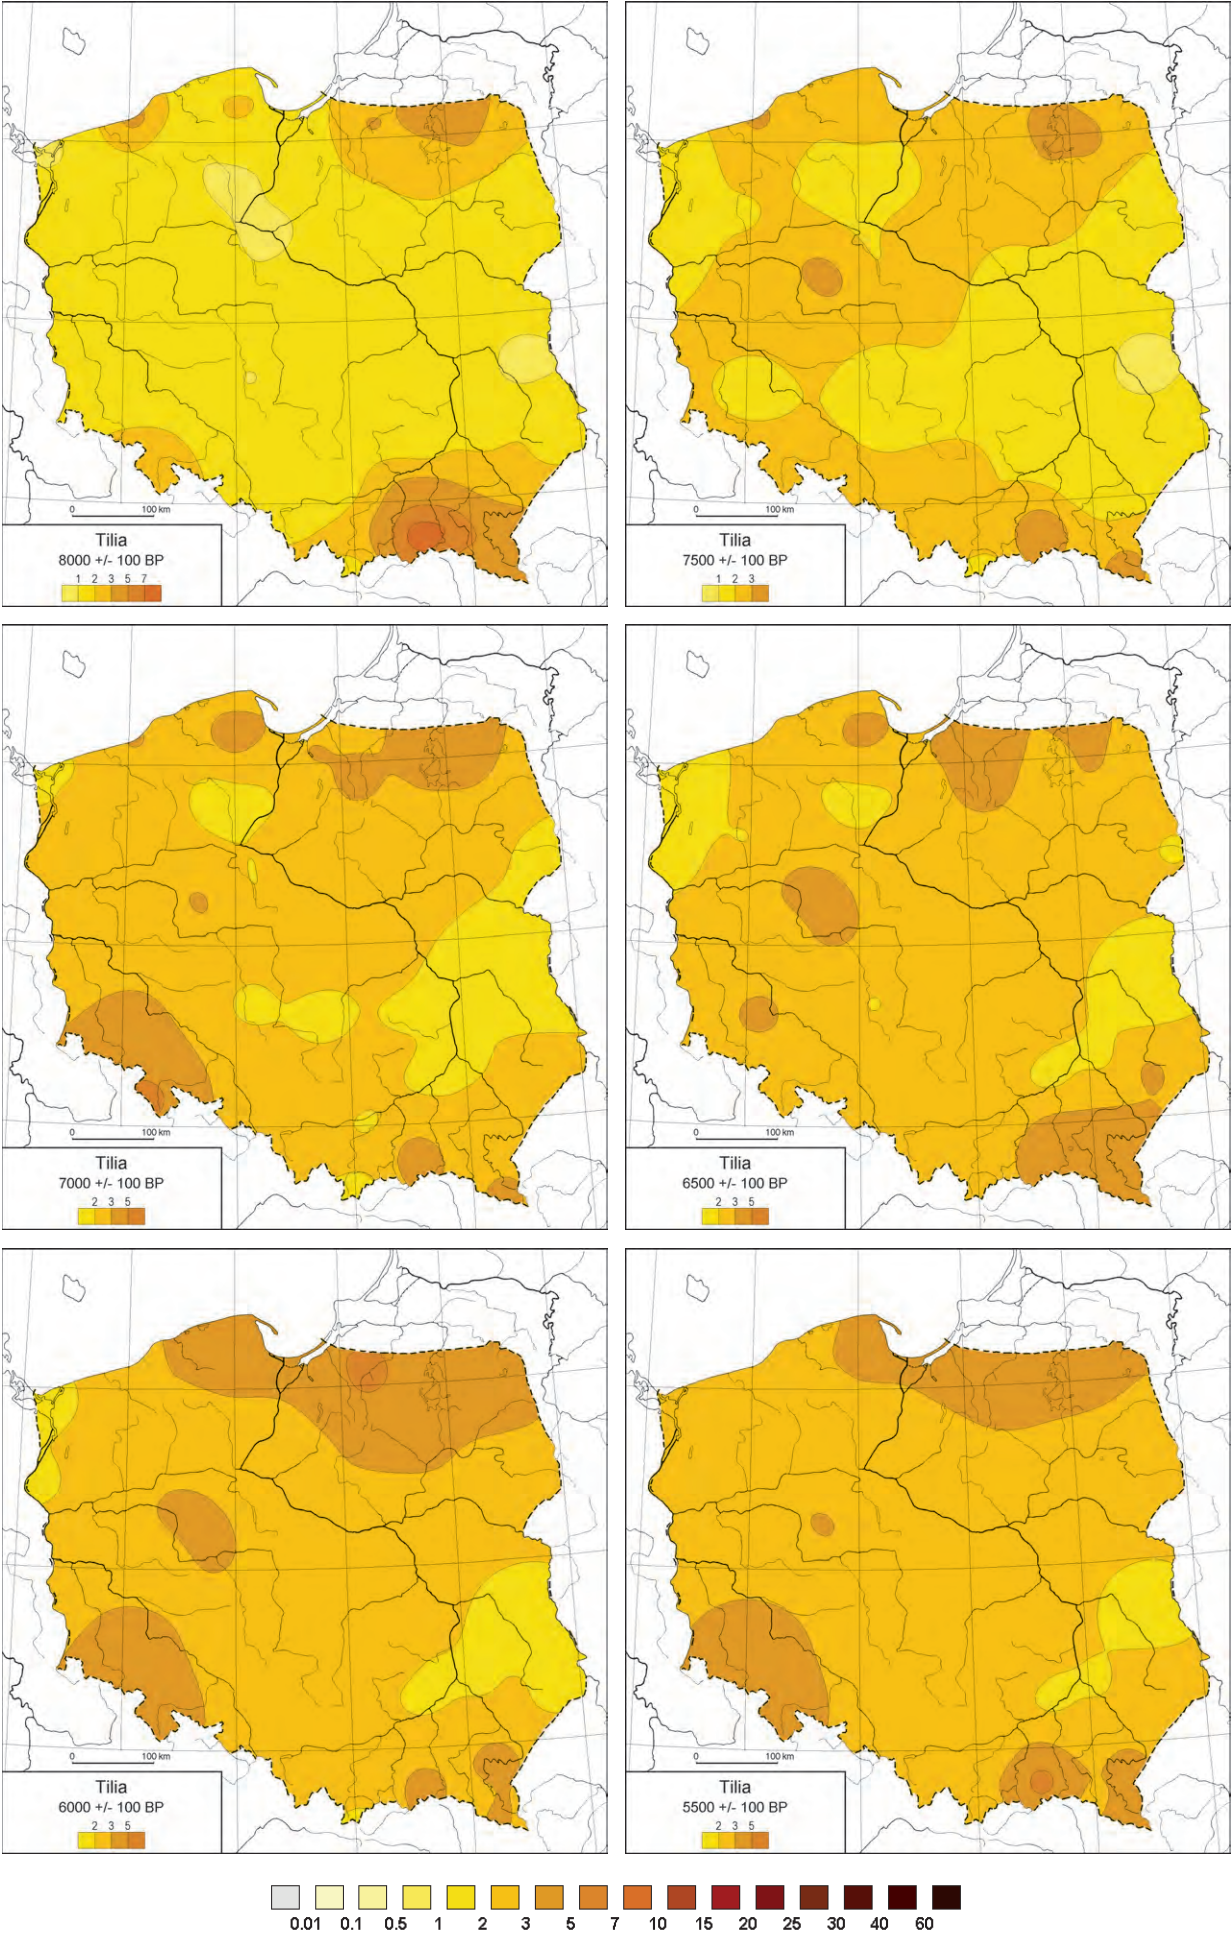 0 100 km
Tilia
8000 +/- 100 BP
1 2 3 5 7
0 100 km
Tilia
7500 +/- 100 BP
1 2 3
0 100 km
Tilia
7000 +/- 100 BP
2 3 5
0 100 km
Tilia
6500 +/- 100 BP
2 3 5
0 100 km
Tilia
6000 +/- 100 BP
2 3 5
0 100 km
Tilia
5500 +/- 100 BP
2 3 5
0.01 0.1 0.5 1 2 3 5 7 10 15 20 25 30 40 60